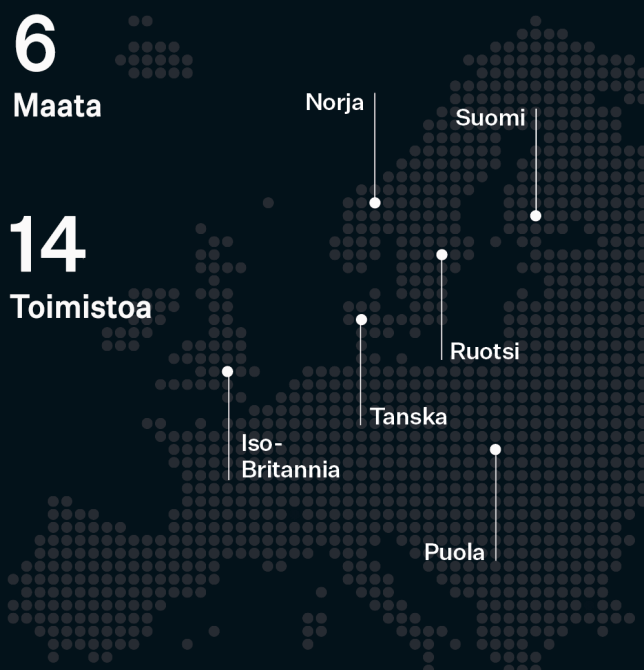 6
Maata
Norja
Suomi
14
Toimistoa
Ruotsi
Tanska
Iso-
Britannia
Puola